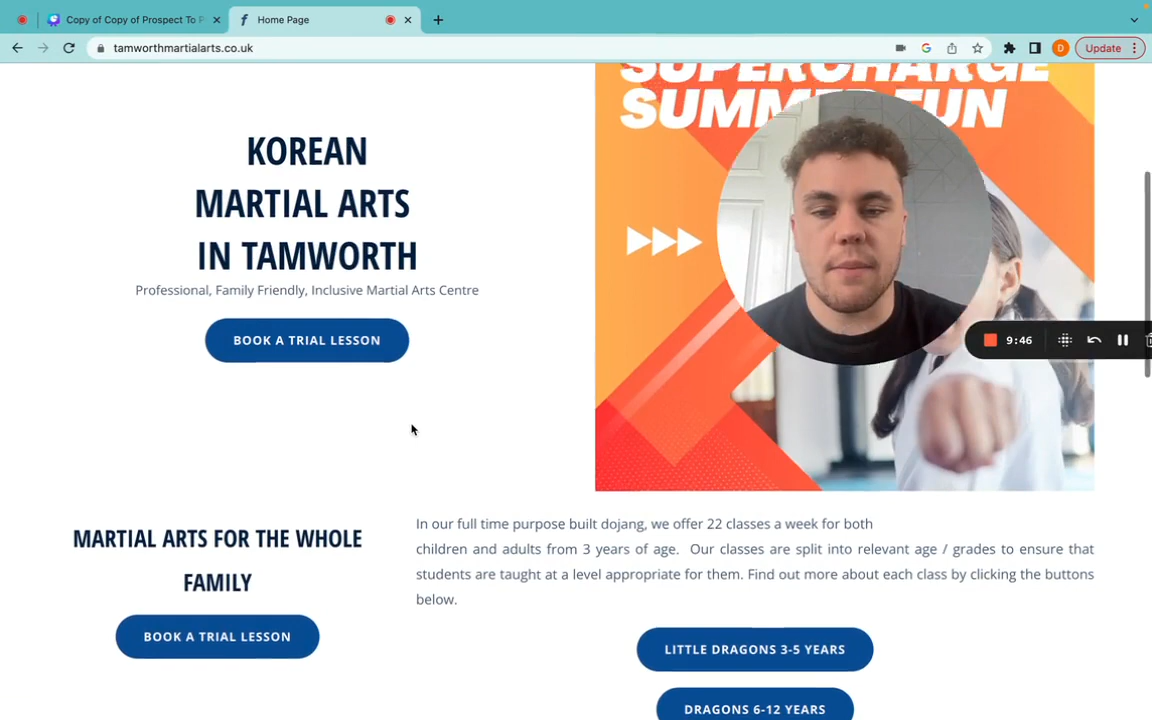 Copy of Copy of Prospect To P
Home Page
tamworthmartialarts.co.uk
Update
SUPERCHARGE
SUMMER FUN
KOREAN
MARTIAL ARTS
IN TAMWORTH
Professional, Family Friendly, Inclusive Martial Arts Centre
BOOK A TRIAL LESSON
9:46
MARTIAL ARTS FOR THE WHOLE
FAMILY
BOOK A TRIAL LESSON
In our full time purpose built dojang, we offer 22 classes a week for both
children and adults from 3 years of age. Our classes are split into relevant age / grades to ensure that
students are taught at a level appropriate for them. Find out more about each class by clicking the buttons
below.
LITTLE DRAGONS 3-5 YEARS
DRAGONS 6-12 YEARS